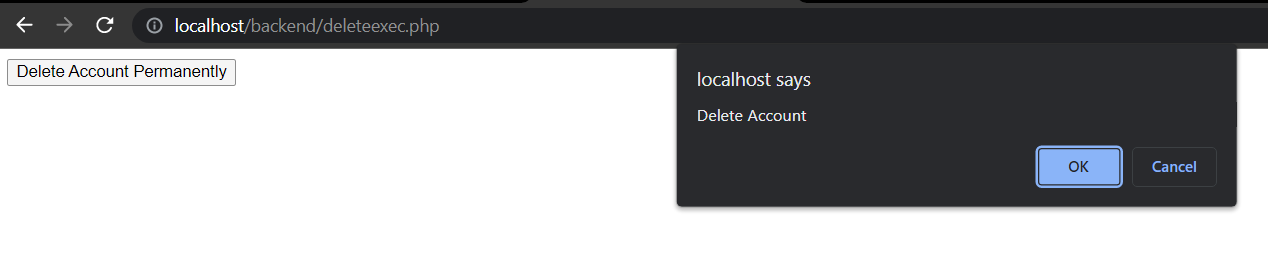 localhost/backend/deleteexec.php
Delete Account Permanently
localhost says
Delete Account
OK
Cancel